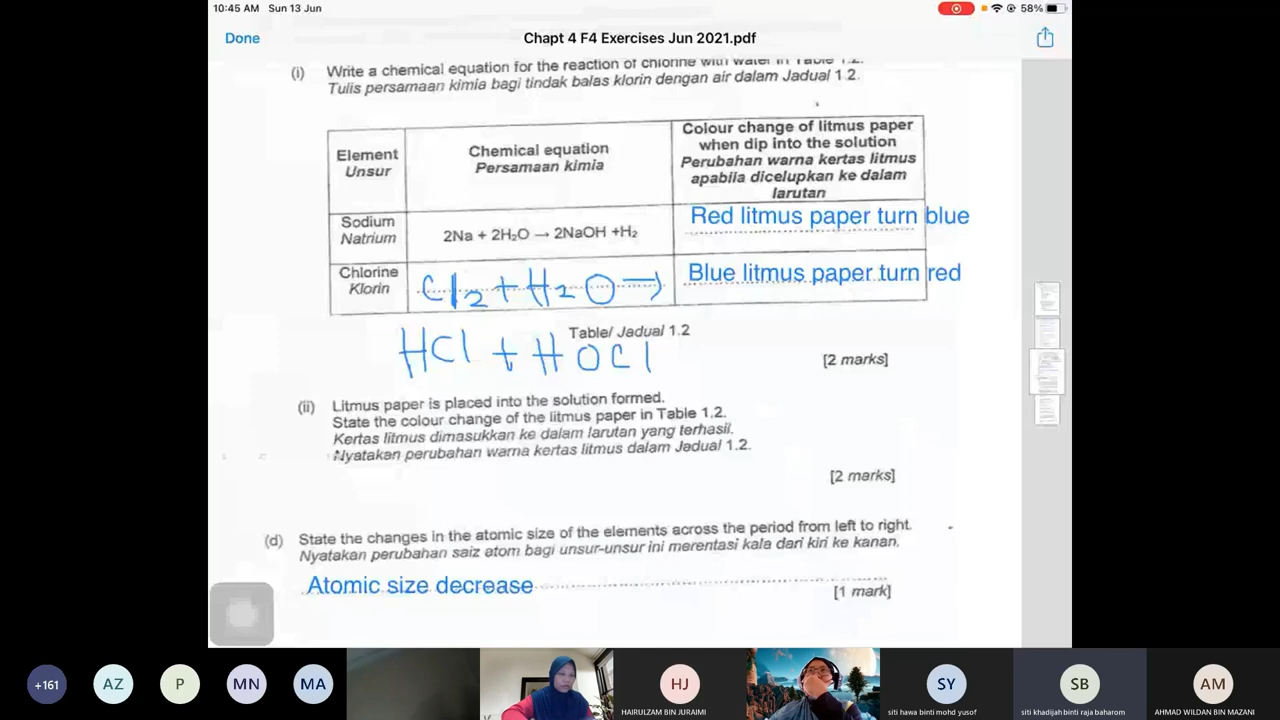 10:45 AM Sun 13 Jun
58%
Done
Chapt 4 F4 Exercises Jun 2021.pdf
(i) Write a chemical equation for the reaction of chlorine with water in Table 1.2.
Tulis persamaan kimia bagi tindak balas klorin dengan air dalam Jadual 1.2.
Element
Unsur
Chemical equation
Persamaan kimia
Colour change of litmus paper
when dip into the solution
Perubahan warna kertas litmus
apabila dicelupkan ke dalam
larutan
Sodium
Natrium
2Na + 2H₂O → 2NaOH +H₂
Red litmus paper turn blue
Chlorine
Klorin
Cl₂ + H₂O →
Blue litmus paper turn red
Table/ Jadual 1.2
HCl + HOCl
[2 marks]
(ii) Litmus paper is placed into the solution formed.
State the colour change of the litmus paper in Table 1.2.
Kertas litmus dimasukkan ke dalam larutan yang terhasil.
Nyatakan perubahan warna kertas litmus dalam Jadual 1.2.
[2 marks]
(d) State the changes in the atomic size of the elements across the period from left to right.
Nyatakan perubahan saiz atom bagi unsur-unsur ini merentasi kala dari kiri ke kanan.
Atomic size decrease
[1 mark]
+161
AZ
P
MN
MA
HJ
HAIRULZAM BIN JURAIMI
SY
siti hawa binti mohd yusof
SB
siti khadijah binti raja baharom
AM
AHMAD WILDAN BIN MAZANI